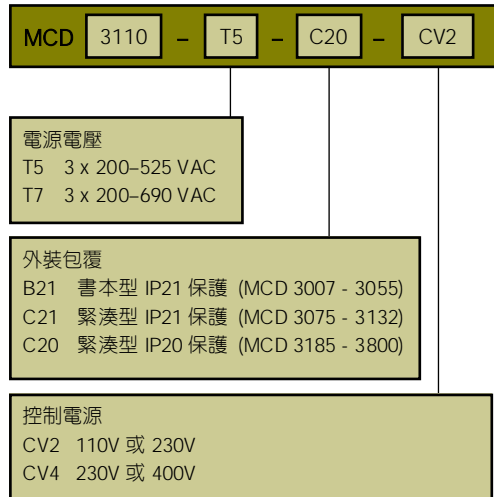 MCD 3110 – T5 – C20 – CV2
電源電壓
T5 3 x 200–525 VAC
T7 3 x 200–690 VAC
外裝包覆
B21 書本型 IP21 保護 (MCD 3007 - 3055)
C21 緊湊型 IP21 保護 (MCD 3075 - 3132)
C20 緊湊型 IP20 保護 (MCD 3185 - 3800)
控制電源
CV2 110V 或 230V
CV4 230V 或 400V